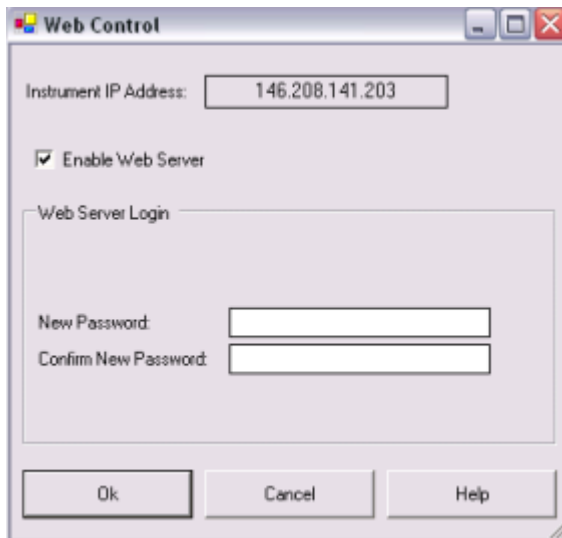 Web Control
Instrument IP Address: 146.208.141.203
Enable Web Server
Web Server Login
New Password:
Confirm New Password:
Ok Cancel Help